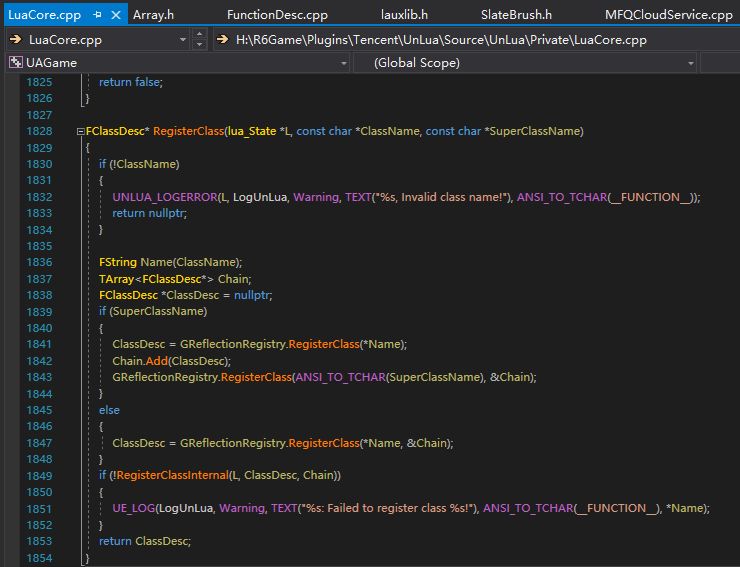 LuaCore.cpp Array.h FunctionDesc.cpp lauxlib.h SlateBrush.h MFQCloudService.cpp
LuaCore.cpp H:\R6Game\Plugins\Tencent\UnLua\Source\UnLua\Private\LuaCore.cpp
UAGame (Global Scope)
1825 return false;
1826 }
1827
1828 FClassDesc* RegisterClass(lua_State *L, const char *ClassName, const char *SuperClassName)
1829 {
1830 if (!ClassName)
1831 {
1832 UNLUA_LOGERROR(L, LogUnLua, Warning, TEXT("%s, Invalid class name!"), ANSI_TO_TCHAR(__FUNCTION__));
1833 return nullptr;
1834 }
1835
1836 FString Name(ClassName);
1837 TArray<FClassDesc*> Chain;
1838 FClassDesc *ClassDesc = nullptr;
1839 if (SuperClassName)
1840 {
1841 ClassDesc = GReflectionRegistry.RegisterClass(*Name);
1842 Chain.Add(ClassDesc);
1843 GReflectionRegistry.RegisterClass(ANSI_TO_TCHAR(SuperClassName), &Chain);
1844 }
1845 else
1846 {
1847 ClassDesc = GReflectionRegistry.RegisterClass(*Name, &Chain);
1848 }
1849 if (!RegisterClassInternal(L, ClassDesc, Chain))
1850 {
1851 UE_LOG(LogUnLua, Warning, TEXT("%s: Failed to register class %s!"), ANSI_TO_TCHAR(__FUNCTION__), *Name);
1852 }
1853 return ClassDesc;
1854 }